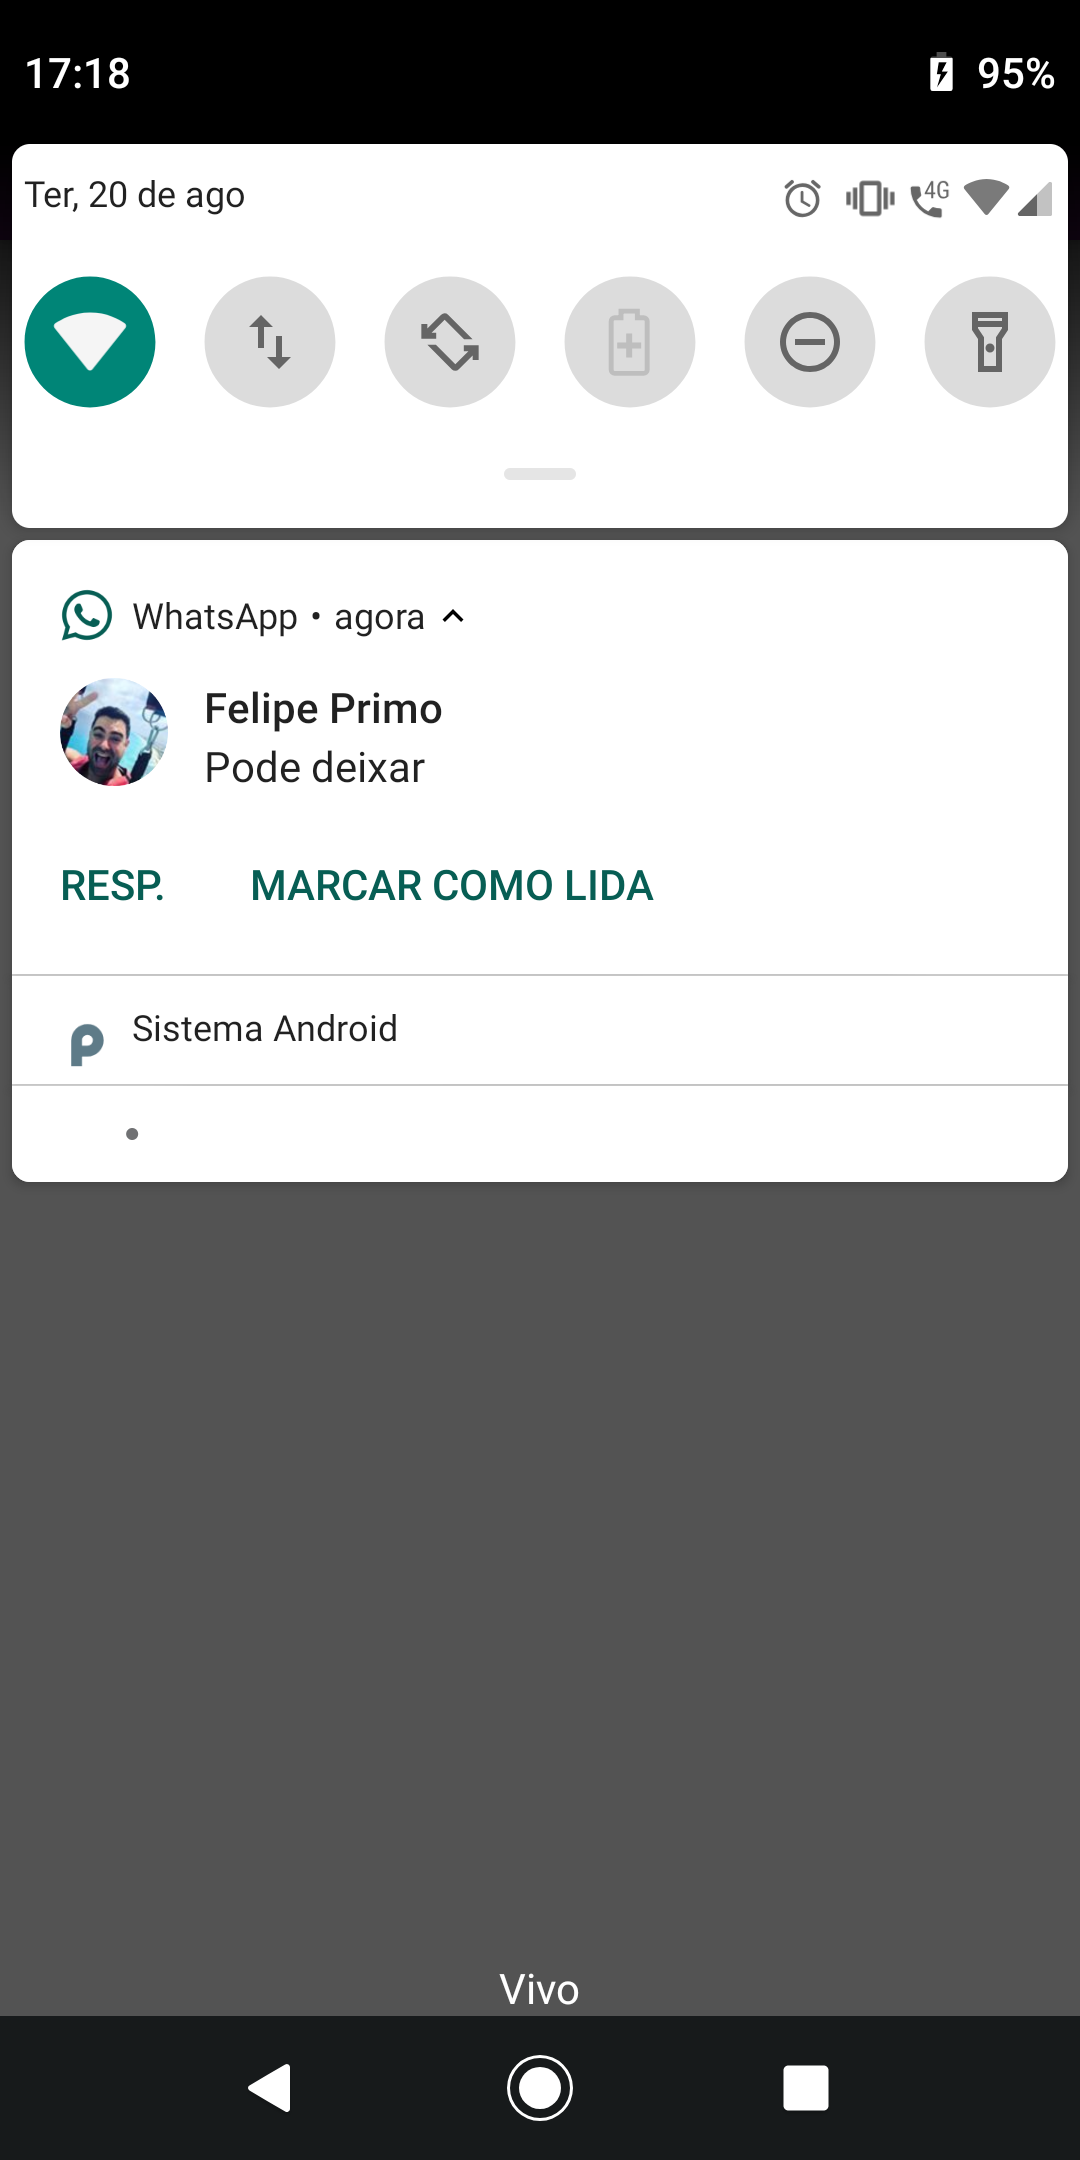 17:18
95%
Ter, 20 de ago
4G
WhatsApp • agora
Felipe Primo
Pode deixar
RESP.
MARCAR COMO LIDA
Sistema Android
Vivo